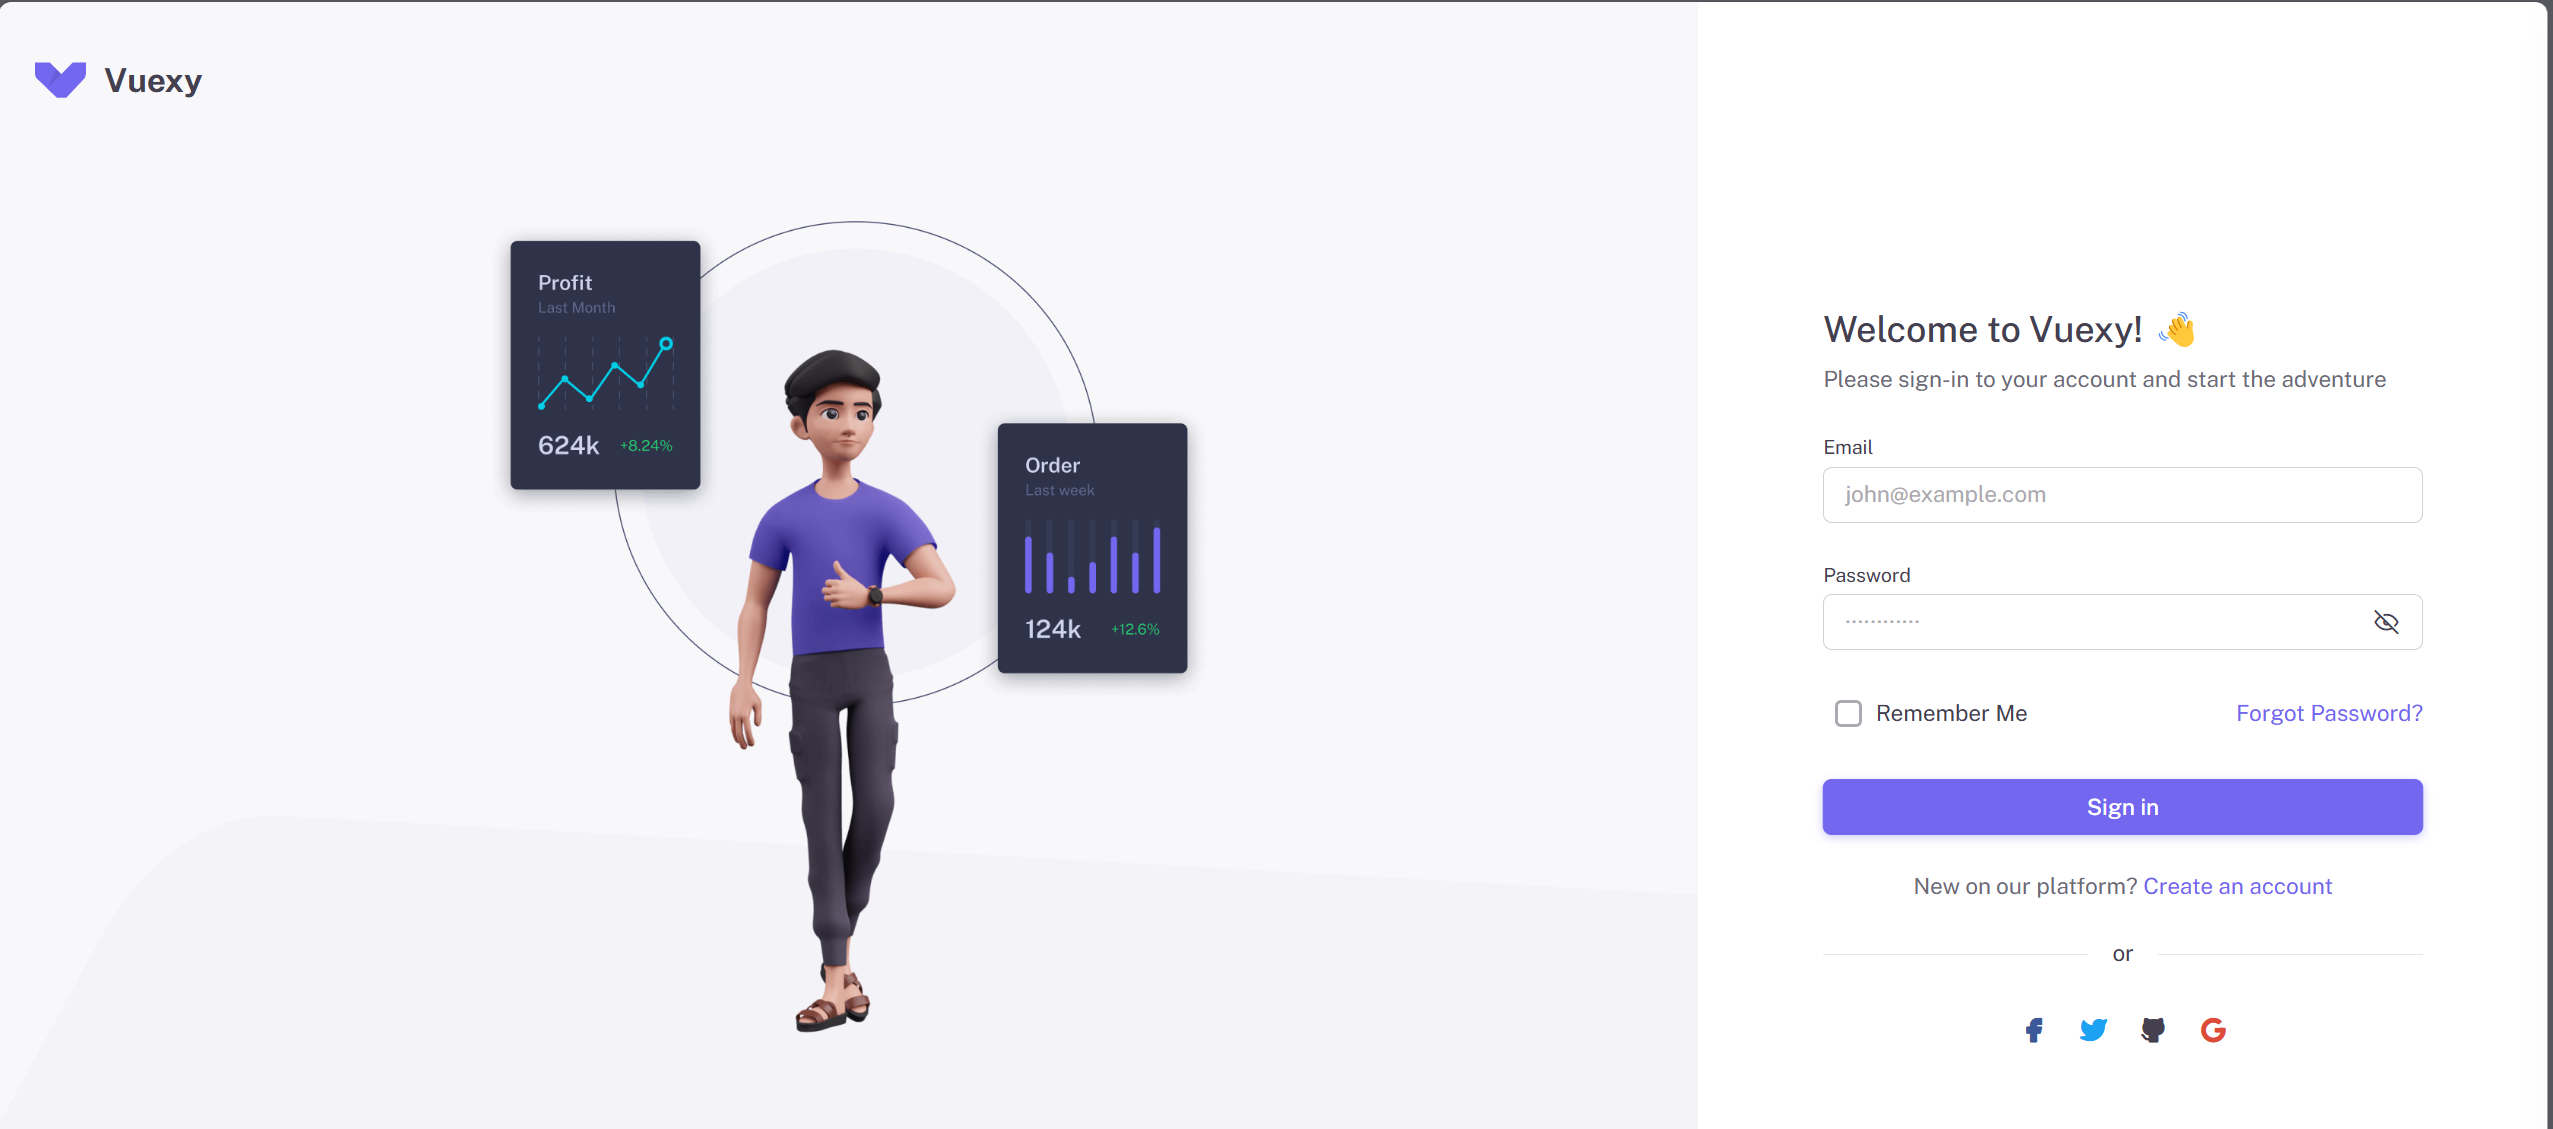 Vuexy
Profit
Last Month
624k +8.24%
Order
Last week
124k +12.6%
Welcome to Vuexy! 👋
Please sign-in to your account and start the adventure
Email
john@example.com
Password
············
Remember Me Forgot Password?
Sign in
New on our platform? Create an account
or